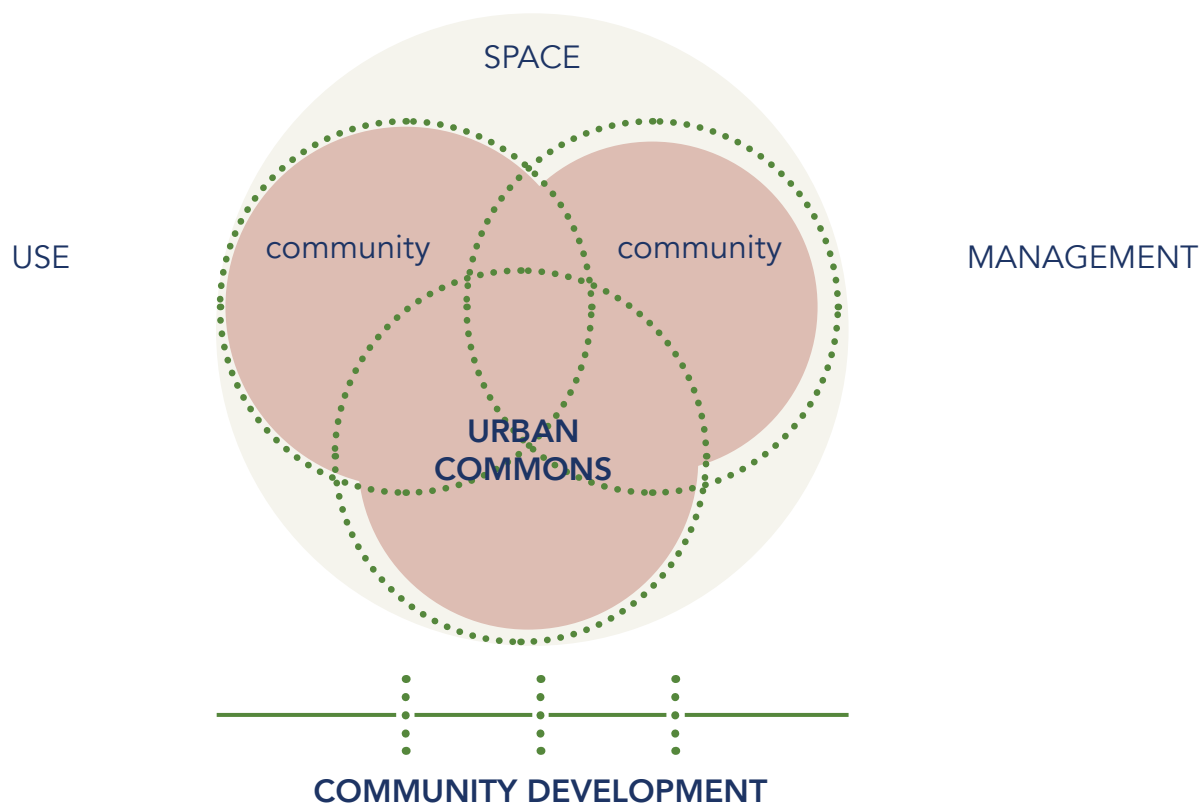 SPACE
community
community
USE
MANAGEMENT
URBAN
COMMONS
COMMUNITY DEVELOPMENT